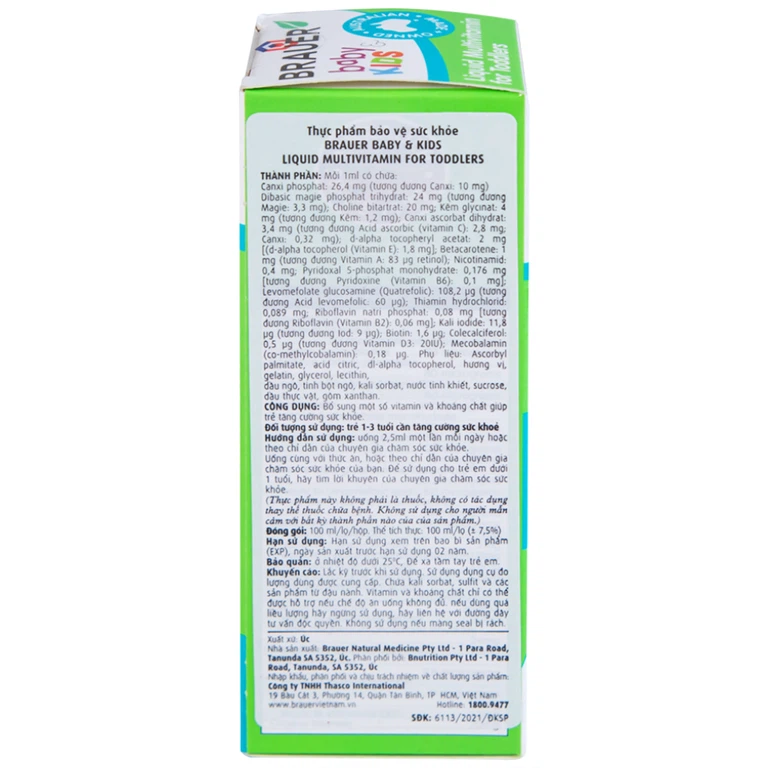 BRAUER
baby &
KIDS
AUSTRALIAN MADE & OWNED
Liquid Multivitamin
for Toddlers
Thực phẩm bảo vệ sức khỏe
BRAUER BABY & KIDS
LIQUID MULTIVITAMIN FOR TODDLERS
THÀNH PHẦN: Mỗi 1ml có chứa:
Canxi phosphat: 26,4 mg (tương đương Canxi: 10 mg)
Dibasic magie phosphat trihydrat: 24 mg (tương đương
Magie: 3,3 mg); Choline bitartrat: 20 mg; Kẽm glycinat: 4
mg (tương đương Kẽm: 1,2 mg); Canxi ascorbat dihydrat:
3,4 mg (tương đương Acid ascorbic (vitamin C): 2,8 mg;
Canxi: 0,32 mg); d-alpha tocopheryl acetat: 2 mg
[(d-alpha tocopherol (Vitamin E): 1,8 mg]; Betacarotene: 1
mg (tương đương Vitamin A: 83 µg retinol); Nicotinamid:
0,4 mg; Pyridoxal 5-phosphat monohydrate: 0,176 mg
[tương đương Pyridoxine (Vitamin B6): 0,1 mg];
Levomefolate glucosamine (Quatrefolic): 108,2 µg (tương
đương Acid levomefolic: 60 µg); Thiamin hydrochlorid:
0,089 mg; Riboflavin natri phosphat: 0,08 mg [tương
đương Riboflavin (Vitamin B2): 0,06 mg]; Kali iodide: 11,8
µg (tương đương Iod: 9 µg); Biotin: 1,6 µg; Colecalciferol:
0,5 µg (tương đương Vitamin D3: 20IU); Mecobalamin
(co-methylcobalamin): 0,18 µg. Phụ liệu: Ascorbyl
palmitate, acid citric, dl-alpha tocopherol, hương vị,
gelatin, glycerol, lecithin,
dầu ngô, tinh bột ngô, kali sorbat, nước tinh khiết, sucrose,
dầu thực vật, gôm xanthan.
CÔNG DỤNG: Bổ sung một số vitamin và khoáng chất giúp
trẻ tăng cường sức khỏe.
Đối tượng sử dụng: trẻ 1-3 tuổi cần tăng cường sức khoẻ
Hướng dẫn sử dụng: uống 2,5ml một lần mỗi ngày hoặc
theo chỉ dẫn của chuyên gia chăm sóc sức khỏe.
Uống cùng với thức ăn, hoặc theo chỉ dẫn của chuyên gia
chăm sóc sức khỏe của bạn. Để sử dụng cho trẻ em dưới
1 tuổi, hãy tìm lời khuyên của chuyên gia chăm sóc sức
khỏe.
(Thực phẩm này không phải là thuốc, không có tác dụng
thay thế thuốc chữa bệnh. Không sử dụng cho người mẫn
cảm với bất kỳ thành phần nào của của sản phẩm.)
Đóng gói: 100 ml/lọ/hộp. Thể tích thực: 100 ml/lọ (± 7,5%)
Hạn sử dụng: Hạn sử dụng xem trên bao bì sản phẩm
(EXP), ngày sản xuất trước hạn sử dụng 02 năm.
Bảo quản: ở nhiệt độ dưới 25°C, Để xa tầm tay trẻ em.
Khuyến cáo: Lắc kỹ trước khi sử dụng. Sử dụng dụng cụ đo
lượng dùng được cung cấp. Chứa kali sorbat, sulfit và các
sản phẩm từ đậu nành. Vitamin và khoáng chất chỉ có thể
được hỗ trợ nếu chế độ ăn uống không đủ. nếu dùng quá
liều lượng hãy ngừng sử dụng, hãy liên hệ với đường dây
tư vấn độc quyền. Không sử dụng nếu màng seal bị rách.
Xuất xứ: Úc
Nhà sản xuất: Brauer Natural Medicine Pty Ltd - 1 Para Road,
Tanunda SA 5352, Úc. Phân phối bởi: Bnutrition Pty Ltd - 1 Para
Road, Tanunda, SA 5352, Úc
Nhập khẩu, phân phối và chịu trách nhiệm về chất lượng sản phẩm:
Công ty TNHH Thasco International
19 Bàu Cát 3, Phường 14, Quận Tân Bình, TP HCM, Việt Nam
www.brauervietnam.vn Hotline: 1800.9477
SĐK: 6113/2021/ĐKSP